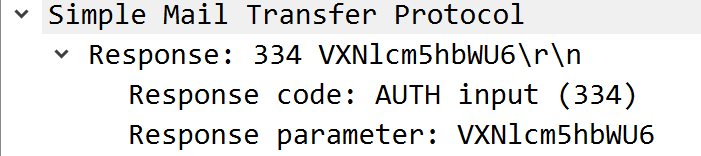 Simple Mail Transfer Protocol
Response: 334 VXNlcm5hbWU6\r\n
Response code: AUTH input (334)
Response parameter: VXNlcm5hbWU6